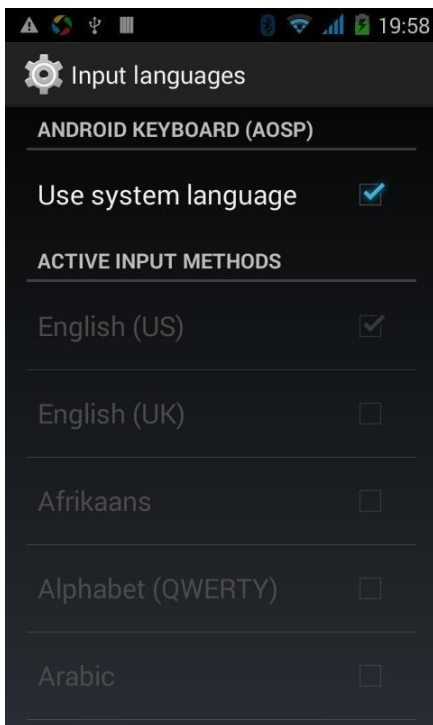 19:58
Input languages
ANDROID KEYBOARD (AOSP)
Use system language
ACTIVE INPUT METHODS
English (US)
English (UK)
Afrikaans
Alphabet (QWERTY)
Arabic